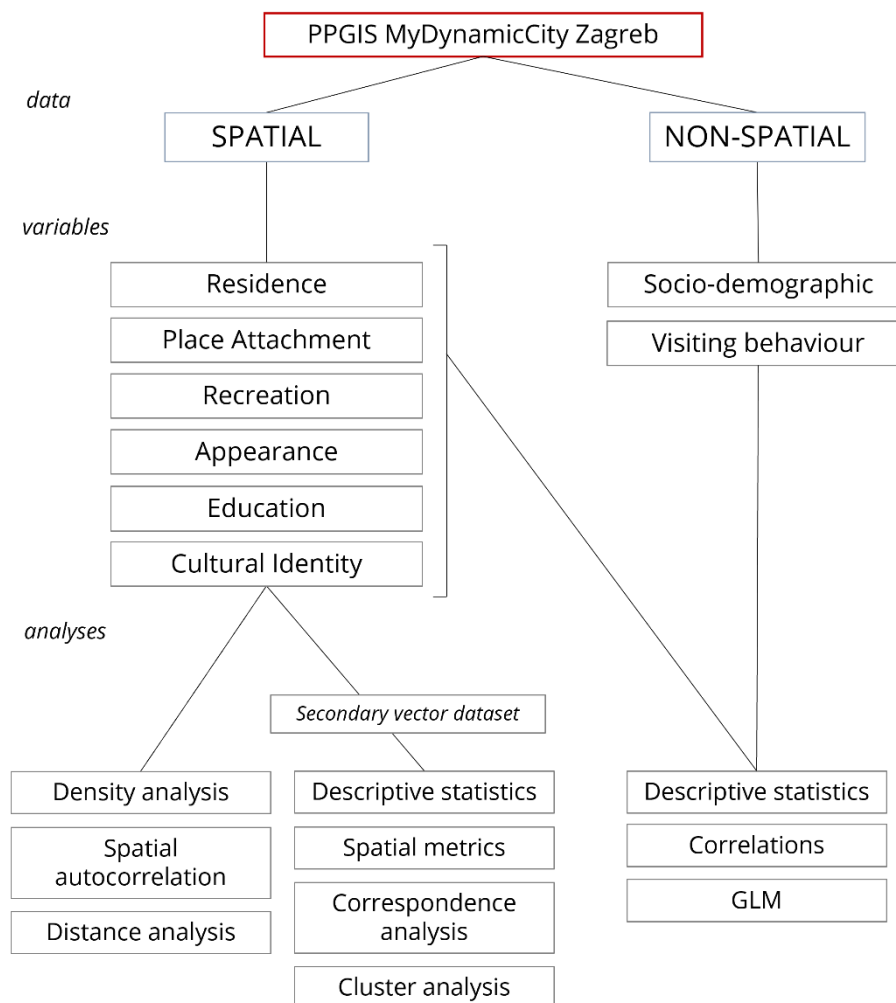 PPGIS MyDynamicCity Zagreb
data
SPATIAL
NON-SPATIAL
variables
Residence
Place Attachment
Recreation
Appearance
Education
Cultural Identity
Socio-demographic
Visiting behaviour
analyses
Secondary vector dataset
Density analysis
Spatial
autocorrelation
Distance analysis
Descriptive statistics
Spatial metrics
Correspondence
analysis
Cluster analysis
Descriptive statistics
Correlations
GLM